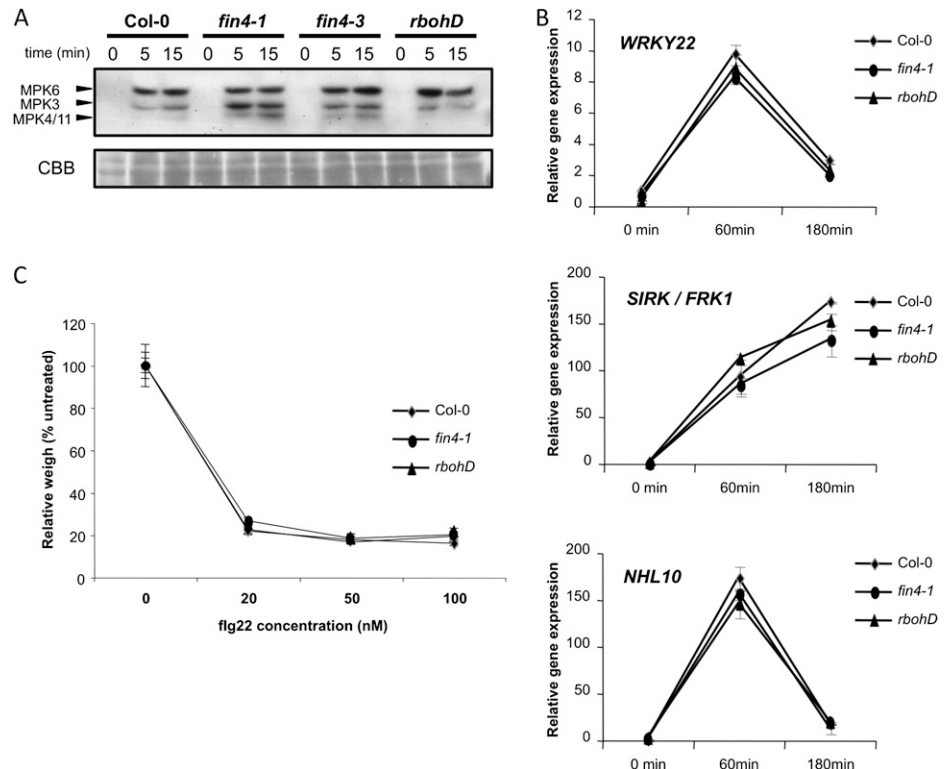 A
Col-0 fin4-1 fin4-3 rbohD
time (min) 0 5 15 0 5 15 0 5 15 0 5 15
MPK6
MPK3
MPK4/11
CBB
B
WRKY22
Relative gene expression
12
10
8
6
4
2
0
0 min 60min 180min
Col-0
fin4-1
rbohD
SIRK / FRK1
Relative gene expression
200
150
100
50
0
0 min 60min 180min
Col-0
fin4-1
rbohD
NHL10
Relative gene expression
200
150
100
50
0
0 min 60min 180min
Col-0
fin4-1
rbohD
C
Relative weigh (% untreated)
120
100
80
60
40
20
0
0 20 50 100
flg22 concentration (nM)
Col-0
fin4-1
rbohD